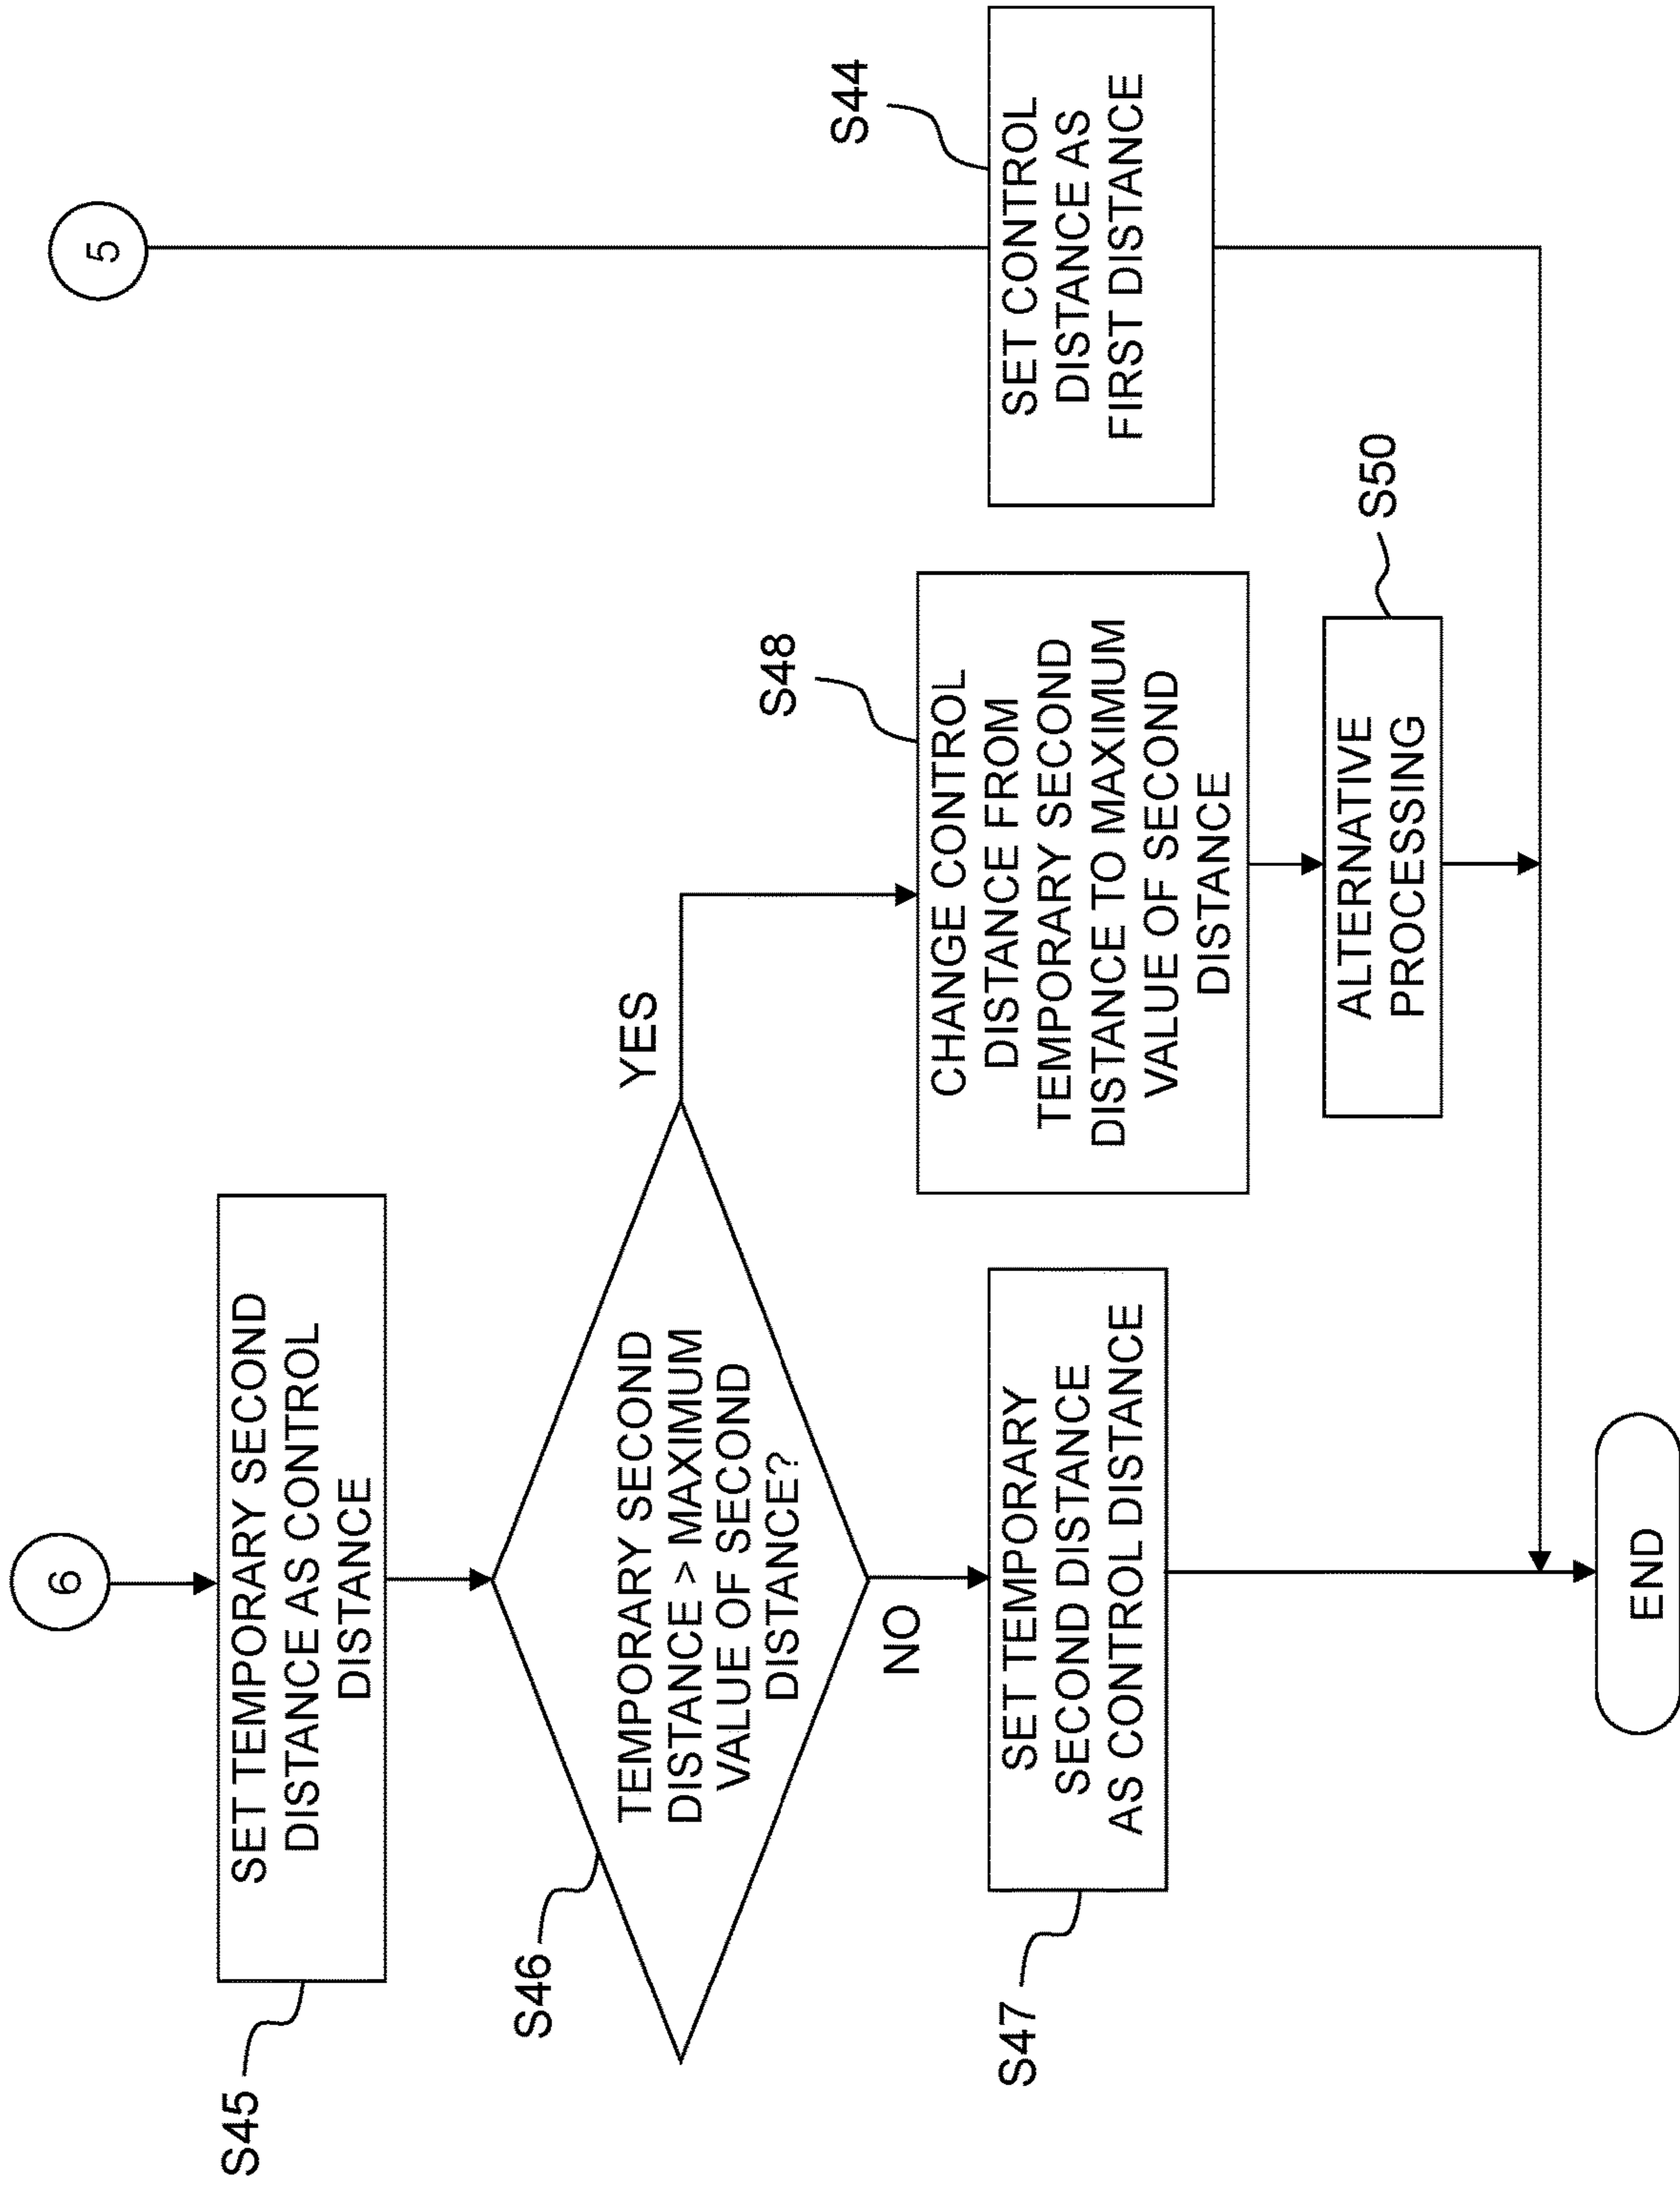 6
S45
SET TEMPORARY SECOND
DISTANCE AS CONTROL
DISTANCE
S46
TEMPORARY SECOND
DISTANCE > MAXIMUM
VALUE OF SECOND
DISTANCE?
YES
NO
S47
SET TEMPORARY
SECOND DISTANCE
AS CONTROL DISTANCE
S48
CHANGE CONTROL
DISTANCE FROM
TEMPORARY SECOND
DISTANCE TO MAXIMUM
VALUE OF SECOND
DISTANCE
S50
ALTERNATIVE
PROCESSING
5
S44
SET CONTROL
DISTANCE AS
FIRST DISTANCE
END